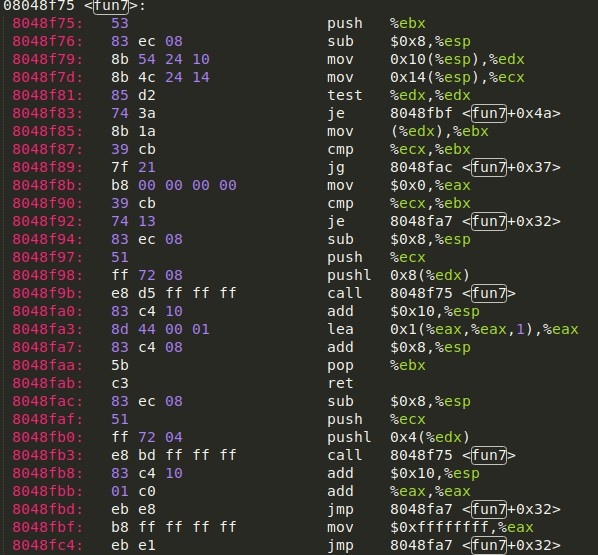 08048f75 <fun7>:
8048f75: 53 push %ebx
8048f76: 83 ec 08 sub $0x8,%esp
8048f79: 8b 54 24 10 mov 0x10(%esp),%edx
8048f7d: 8b 4c 24 14 mov 0x14(%esp),%ecx
8048f81: 85 d2 test %edx,%edx
8048f83: 74 3a je 8048fbf <fun7+0x4a>
8048f85: 8b 1a mov (%edx),%ebx
8048f87: 39 cb cmp %ecx,%ebx
8048f89: 7f 21 jg 8048fac <fun7+0x37>
8048f8b: b8 00 00 00 00 mov $0x0,%eax
8048f90: 39 cb cmp %ecx,%ebx
8048f92: 74 13 je 8048fa7 <fun7+0x32>
8048f94: 83 ec 08 sub $0x8,%esp
8048f97: 51 push %ecx
8048f98: ff 72 08 pushl 0x8(%edx)
8048f9b: e8 d5 ff ff ff call 8048f75 <fun7>
8048fa0: 83 c4 10 add $0x10,%esp
8048fa3: 8d 44 00 01 lea 0x1(%eax,%eax,1),%eax
8048fa7: 83 c4 08 add $0x8,%esp
8048faa: 5b pop %ebx
8048fab: c3 ret
8048fac: 83 ec 08 sub $0x8,%esp
8048faf: 51 push %ecx
8048fb0: ff 72 04 pushl 0x4(%edx)
8048fb3: e8 bd ff ff ff call 8048f75 <fun7>
8048fb8: 83 c4 10 add $0x10,%esp
8048fbb: 01 c0 add %eax,%eax
8048fbd: eb e8 jmp 8048fa7 <fun7+0x32>
8048fbf: b8 ff ff ff ff mov $0xffffffff,%eax
8048fc4: eb e1 jmp 8048fa7 <fun7+0x32>